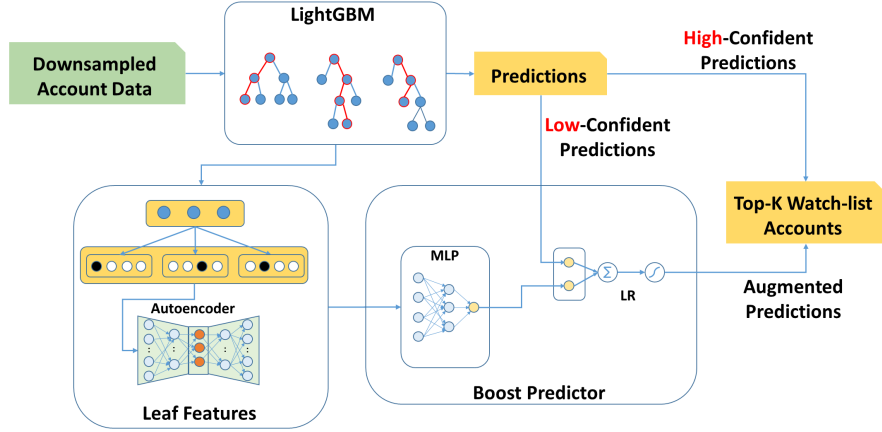 LightGBM
Downsampled
Account Data
Predictions
High-Confident
Predictions
Low-Confident
Predictions
Top-K Watch-list
Accounts
MLP
Autoencoder
Σ
LR
Augmented
Predictions
Boost Predictor
Leaf Features